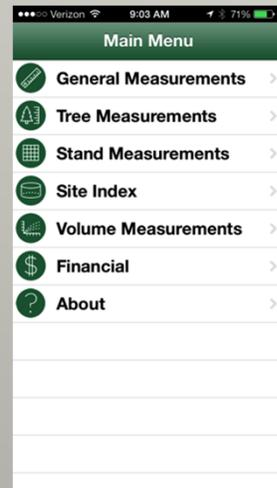 Verizon 9:03 AM 71%
Main Menu
General Measurements
Tree Measurements
Stand Measurements
Site Index
Volume Measurements
$ Financial
? About